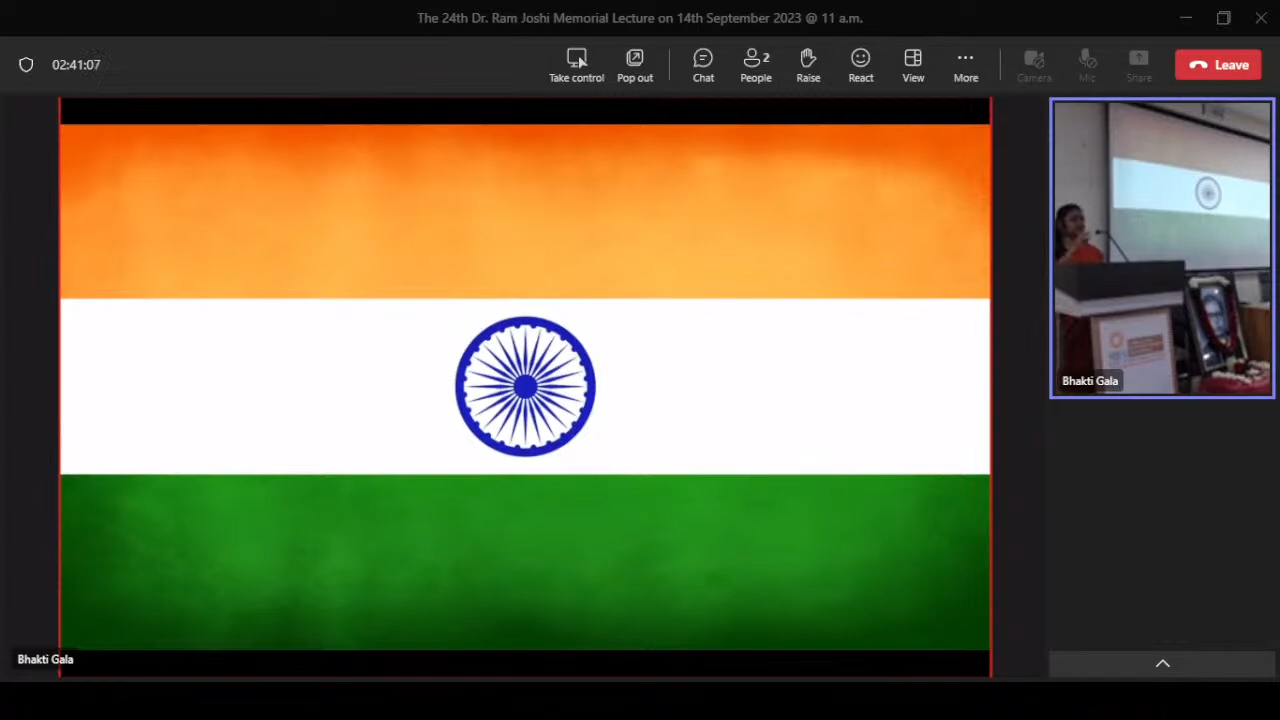 The 24th Dr. Ram Joshi Memorial Lecture on 14th September 2023 @ 11 a.m.
02:41:07
Take control
Pop out
Chat
2
People
Raise
React
View
More
Camera
Mic
Share
Leave
Bhakti Gala
Bhakti Gala